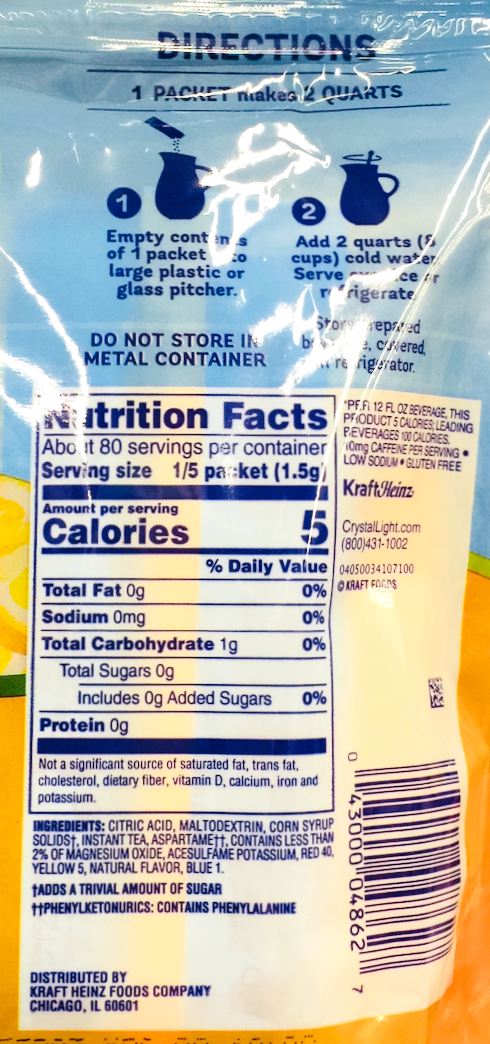 DIRECTIONS
1 PACKET makes 2 QUARTS
1
Empty contents
of 1 packet to
large plastic or
glass pitcher.
2
Add 2 quarts (8
cups) cold water.
Serve ice or
refrigerate
Store prepared
covered,
refrigerator.
DO NOT STORE IN
METAL CONTAINER
Nutrition Facts
About 80 servings per container
Serving size 1/5 packet (1.5g)
Amount per serving
Calories 5
% Daily Value
Total Fat 0g 0%
Sodium 0mg 0%
Total Carbohydrate 1g 0%
Total Sugars 0g
Includes 0g Added Sugars 0%
Protein 0g
Not a significant source of saturated fat, trans fat,
cholesterol, dietary fiber, vitamin D, calcium, iron and
potassium.
INGREDIENTS: CITRIC ACID, MALTODEXTRIN, CORN SYRUP
SOLIDS†, INSTANT TEA, ASPARTAME††, CONTAINS LESS THAN
2% OF MAGNESIUM OXIDE, ACESULFAME POTASSIUM, RED 40,
YELLOW 5, NATURAL FLAVOR, BLUE 1.
†ADDS A TRIVIAL AMOUNT OF SUGAR
††PHENYLKETONURICS: CONTAINS PHENYLALANINE
DISTRIBUTED BY
KRAFT HEINZ FOODS COMPANY
CHICAGO, IL 60601
*PER 12 FL OZ BEVERAGE, THIS
PRODUCT 5 CALORIES; LEADING
BEVERAGES 100 CALORIES.
10mg CAFFEINE PER SERVING •
LOW SODIUM • GLUTEN FREE
KraftHeinz
CrystalLight.com
(800)431-1002
04050034107100
© KRAFT FOODS
0 43000 04862 7